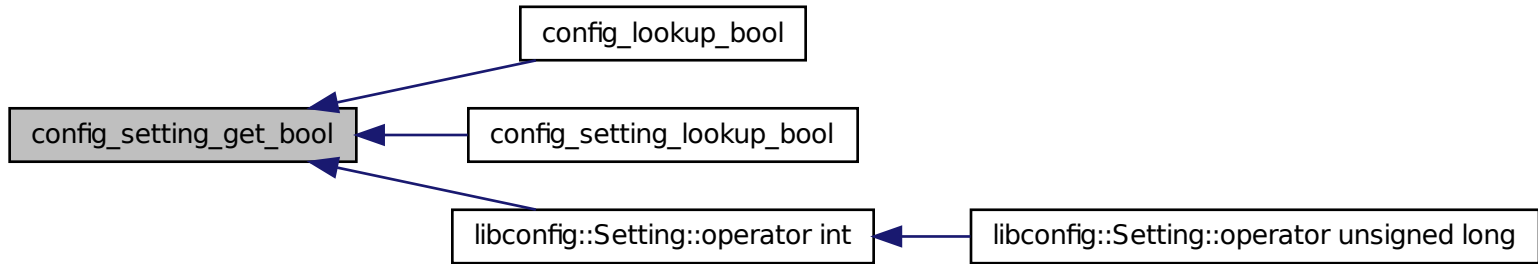 config_lookup_bool
config_setting_get_bool
config_setting_lookup_bool
libconfig::Setting::operator int
libconfig::Setting::operator unsigned long